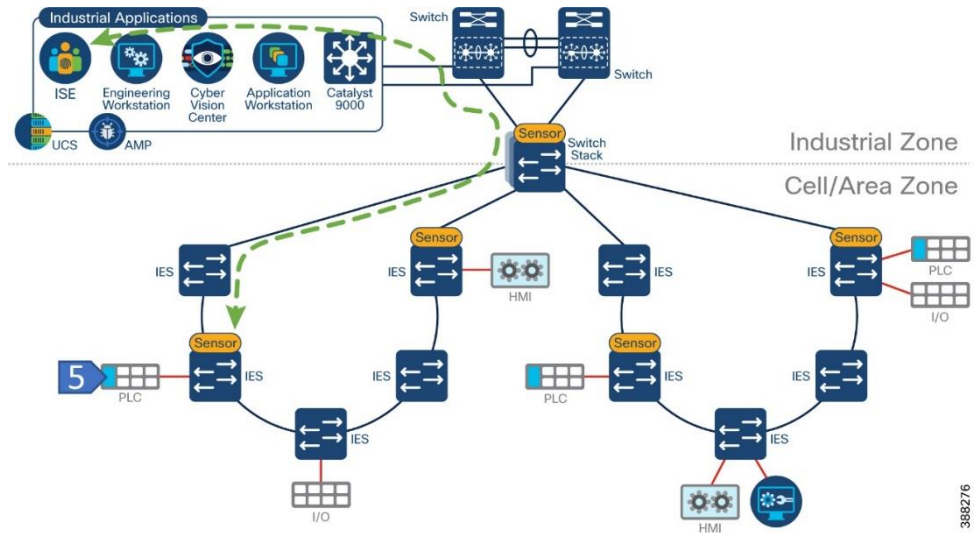 Industrial Applications
ISE
Engineering
Workstation
Cyber
Vision
Center
Application
Workstation
Catalyst
9000
UCS
AMP
Switch
Switch
Sensor
Switch
Stack
Industrial Zone
Cell/Area Zone
IES
Sensor
IES
HMI
IES
Sensor
IES
PLC
I/O
Sensor
IES
5
PLC
IES
Sensor
IES
PLC
IES
IES
I/O
IES
HMI
388276